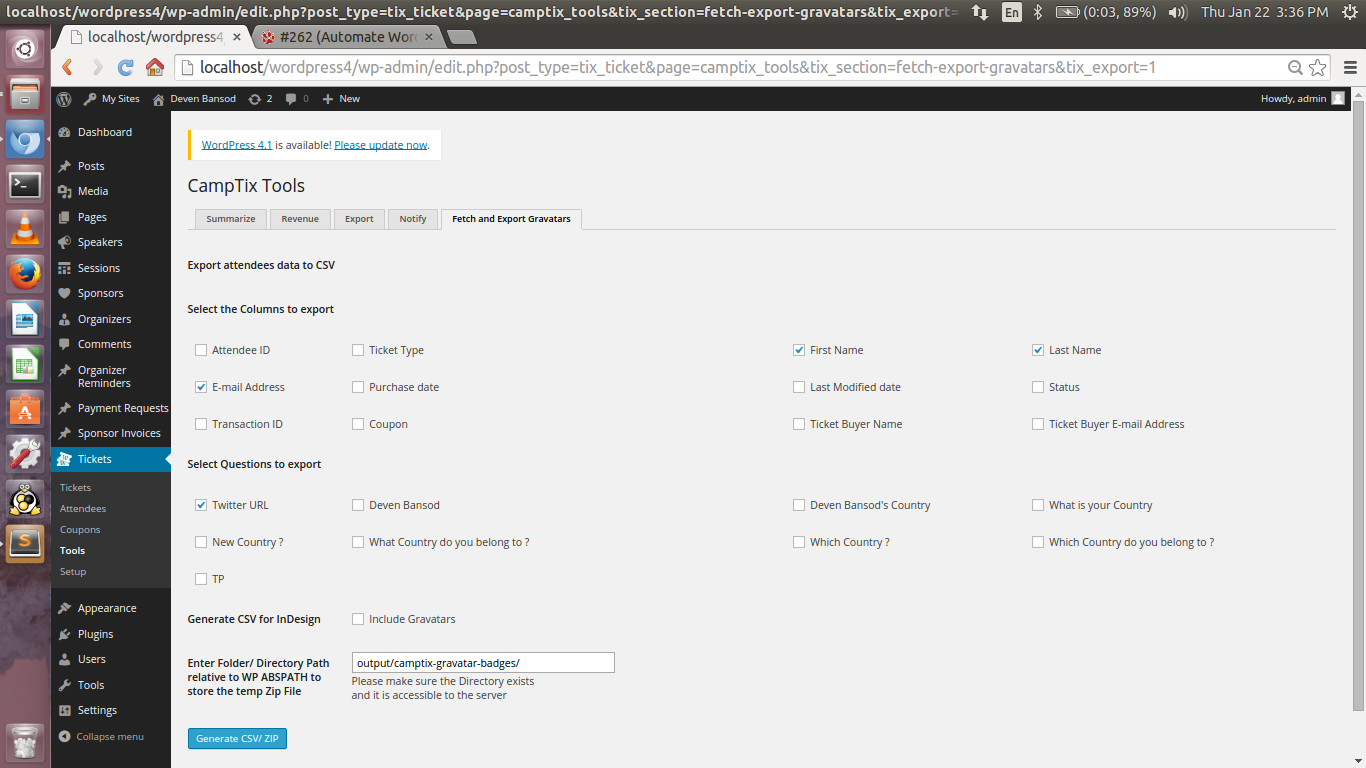 localhost/wordpress4/wp-admin/edit.php?post_type=tix_ticket&page=camptix_tools&tix_section=fetch-export-gravatars&tix_export= En (0:03, 89%) Thu Jan 22 3:36 PM
localhost/wordpress4 × #262 (Automate Wor ×
localhost/wordpress4/wp-admin/edit.php?post_type=tix_ticket&page=camptix_tools&tix_section=fetch-export-gravatars&tix_export=1
My Sites Deven Bansod 2 0 + New Howdy, admin
Dashboard
Posts
Media
Pages
Speakers
Sessions
Sponsors
Organizers
Comments
Organizer
Reminders
Payment Requests
Sponsor Invoices
Tickets
Tickets
Attendees
Coupons
Tools
Setup
Appearance
Plugins
Users
Tools
Settings
Collapse menu
WordPress 4.1 is available! Please update now.
CampTix Tools
Summarize Revenue Export Notify Fetch and Export Gravatars
Export attendees data to CSV
Select the Columns to export
Attendee ID Ticket Type First Name Last Name
E-mail Address Purchase date Last Modified date Status
Transaction ID Coupon Ticket Buyer Name Ticket Buyer E-mail Address
Select Questions to export
Twitter URL Deven Bansod Deven Bansod's Country What is your Country
New Country ? What Country do you belong to ? Which Country ? Which Country do you belong to ?
TP
Generate CSV for InDesign Include Gravatars
Enter Folder/ Directory Path
relative to WP ABSPATH to
store the temp Zip File
output/camptix-gravatar-badges/
Please make sure the Directory exists
and it is accessible to the server
Generate CSV/ ZIP